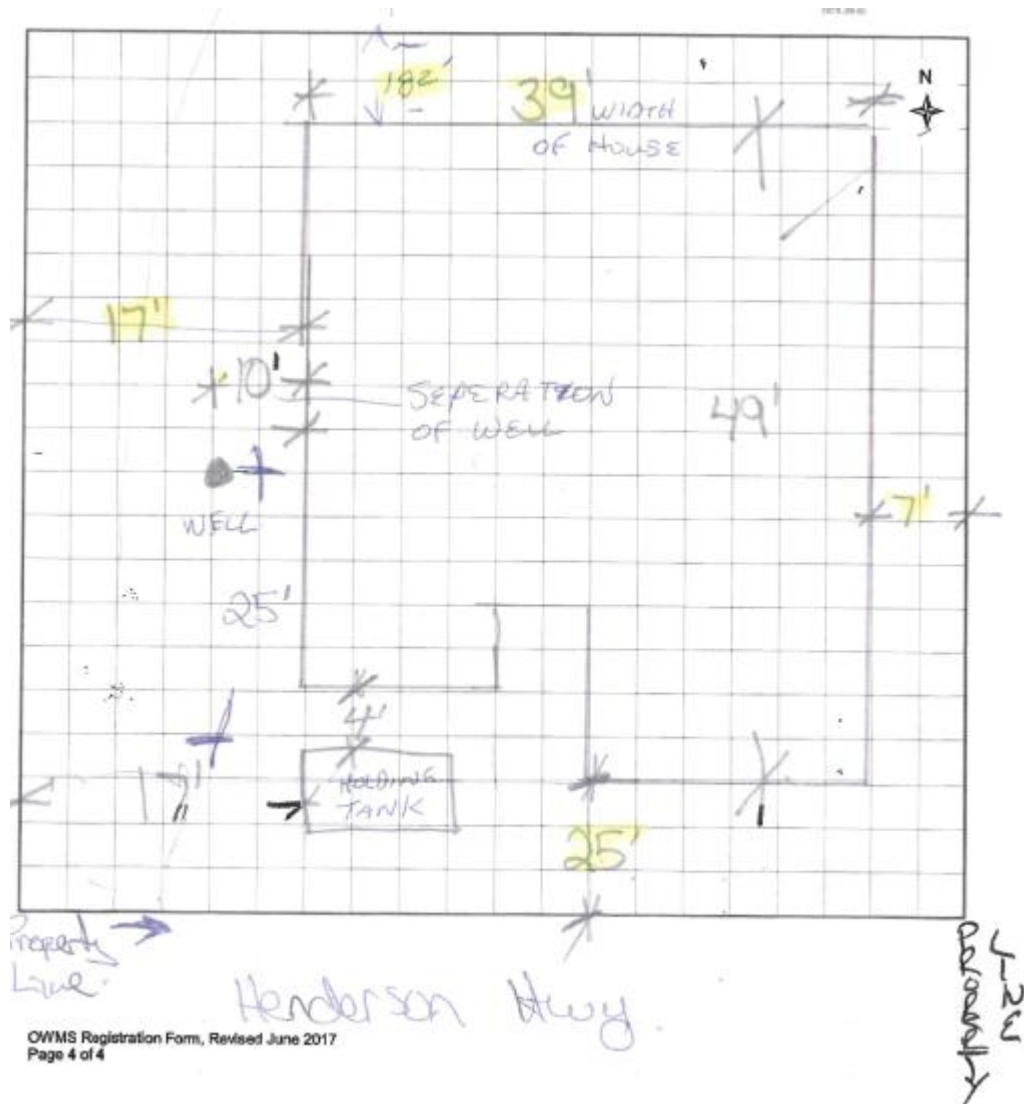 N
182'
39' WIDTH
OF HOUSE
17'
10'
SEPERATION
OF WELL
49'
7'
WELL
25'
4'
17'
HOLDING
TANK
25'
Property
Line
LINE
PROPERTY
Henderson Hwy.
OWMS Registration Form, Revised June 2017
Page 4 of 4